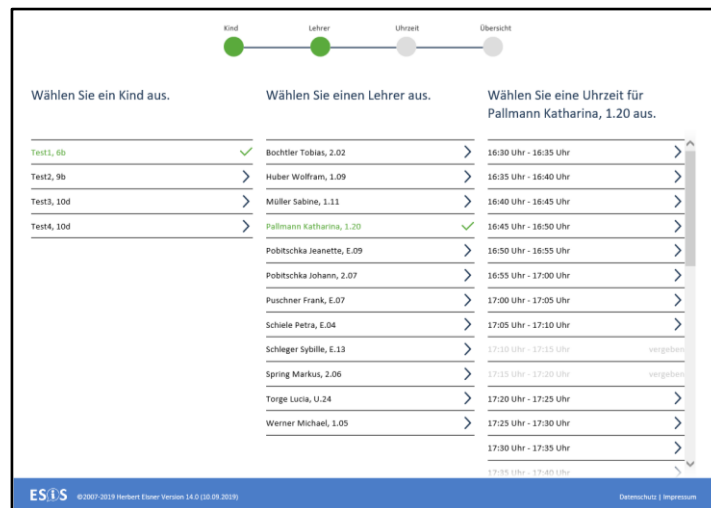 Kind Lehrer Uhrzeit Übersicht
Wählen Sie ein Kind aus.
Test1, 6b
Test2, 9b
Test3, 10d
Test4, 10d
Wählen Sie einen Lehrer aus.
Bochtler Tobias, 2.02
Huber Wolfram, 1.09
Müller Sabine, 1.11
Pallmann Katharina, 1.20
Pobitschka Jeanette, E.09
Pobitschka Johann, 2.07
Puschner Frank, E.07
Schiele Petra, E.04
Schleger Sybille, E.13
Spring Markus, 2.06
Torge Lucia, U.24
Werner Michael, 1.05
Wählen Sie eine Uhrzeit für
Pallmann Katharina, 1.20 aus.
16:30 Uhr - 16:35 Uhr
16:35 Uhr - 16:40 Uhr
16:40 Uhr - 16:45 Uhr
16:45 Uhr - 16:50 Uhr
16:50 Uhr - 16:55 Uhr
16:55 Uhr - 17:00 Uhr
17:00 Uhr - 17:05 Uhr
17:05 Uhr - 17:10 Uhr
17:10 Uhr - 17:15 Uhr vergeben
17:15 Uhr - 17:20 Uhr vergeben
17:20 Uhr - 17:25 Uhr
17:25 Uhr - 17:30 Uhr
17:30 Uhr - 17:35 Uhr
17:35 Uhr - 17:40 Uhr
ESiS ©2007-2019 Herbert Elsner Version 14.0 (10.09.2019) Datenschutz | Impressum